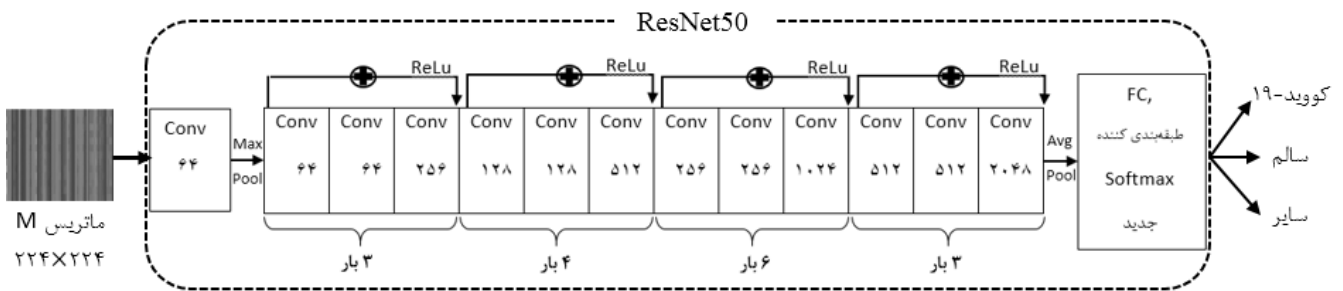 ResNet50
ماتریس M
۲۲۴×۲۲۴
Conv
۶۴
Max
Pool
ReLu
Conv
۶۴
Conv
۶۴
Conv
۲۵۶
۳ بار
ReLu
Conv
۱۲۸
Conv
۱۲۸
Conv
۵۱۲
۴ بار
ReLu
Conv
۲۵۶
Conv
۲۵۶
Conv
۱۰۲۴
۶ بار
ReLu
Conv
۵۱۲
Conv
۵۱۲
Conv
۲۰۴۸
۳ بار
Avg
Pool
FC,
طبقه‌بندی کننده
Softmax
جدید
کووید-۱۹
سالم
سایر